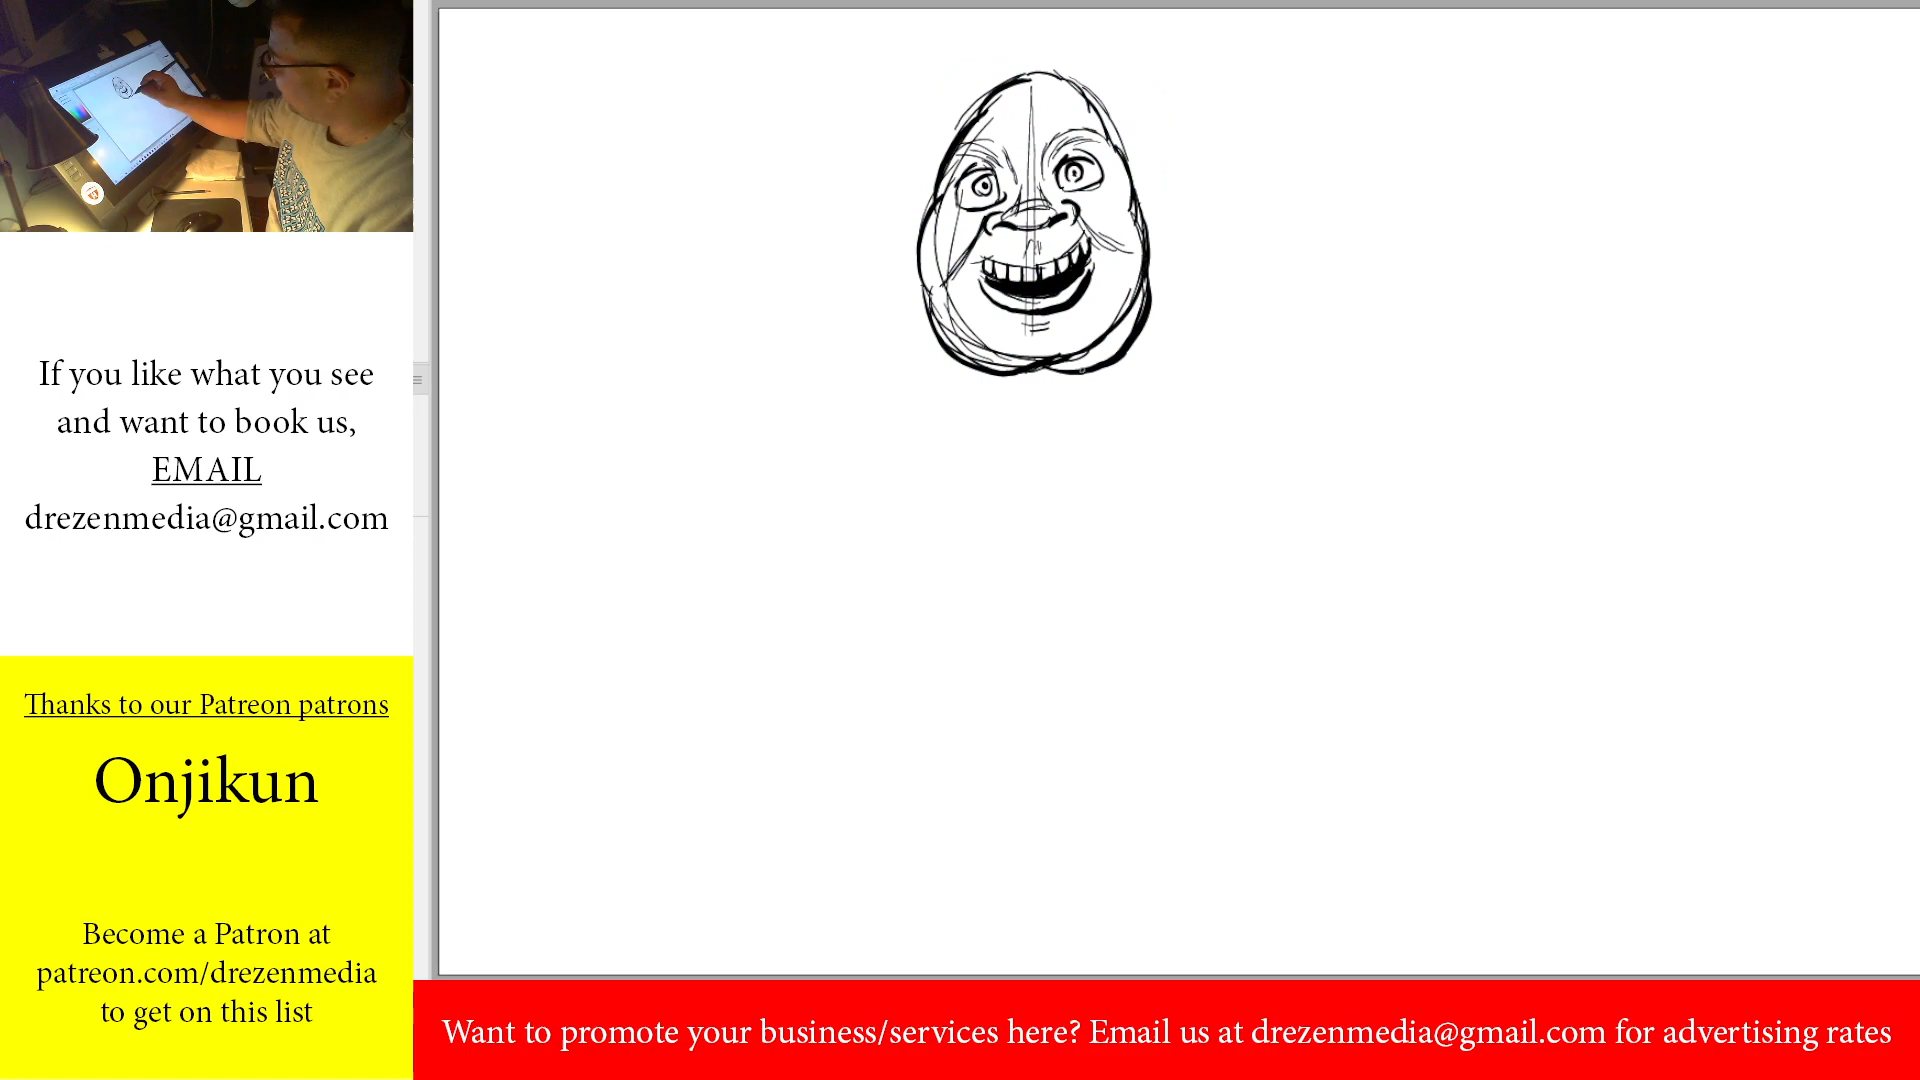 If you like what you see
and want to book us,
EMAIL
drezenmedia@gmail.com
Thanks to our Patreon patrons
Onjikun
Become a Patron at
patreon.com/drezenmedia
to get on this list
Want to promote your business/services here? Email us at drezenmedia@gmail.com for advertising rates